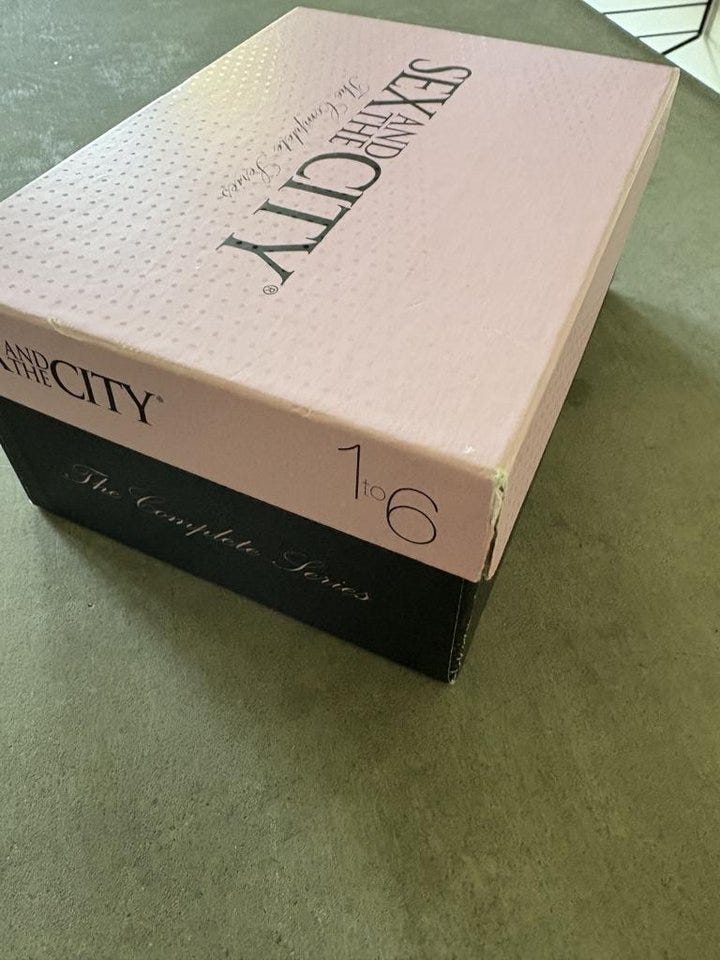 SEX AND THE CITY®
The Complete Series
AND THE CITY®
1 to 6
The Complete Series